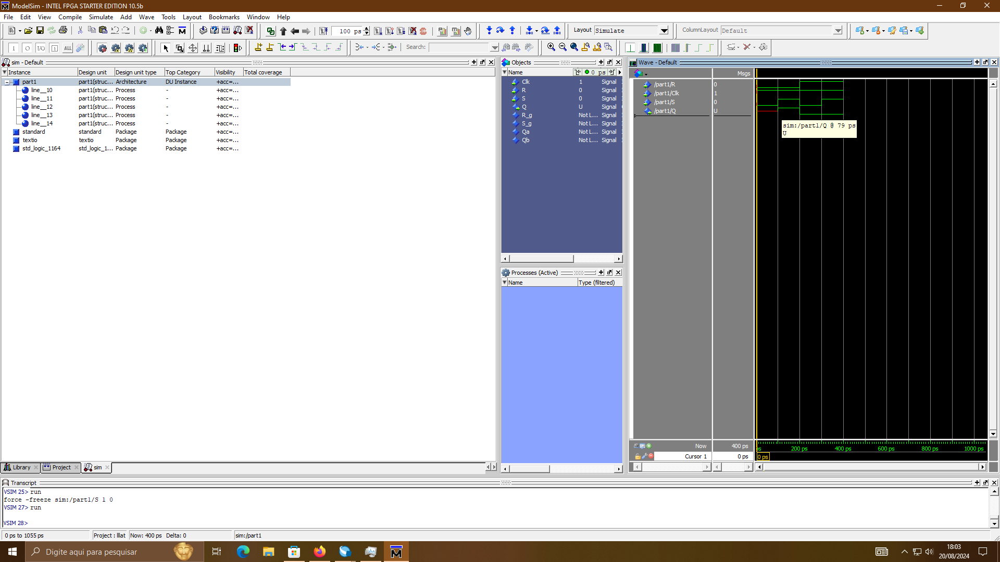 ModelSim - INTEL FPGA STARTER EDITION 10.5b
File Edit View Compile Simulate Add Wave Tools Layout Bookmarks Window Help
100 ps
Layout Simulate
ColumnLayout Default
Search:
sim - Default
Instance Design unit Design unit type Top Category Visibility Total coverage
part1 part1(struc... Architecture DU Instance +acc=...
line__10 part1(struc... Process - +acc=...
line__11 part1(struc... Process - +acc=...
line__12 part1(struc... Process - +acc=...
line__13 part1(struc... Process - +acc=...
line__14 part1(struc... Process - +acc=...
standard standard Package Package +acc=...
textio textio Package Package +acc=...
std_logic_1164 std_logic_1... Package Package +acc=...
Library Project sim
Objects
Name 0 ps
Clk 1 Signal
R 0 Signal
S 0 Signal
Q U Signal
R_g Not L... Signal
S_g Not L... Signal
Qa Not L... Signal
Qb Not L... Signal
Processes (Active)
Name Type (filtered)
Wave - Default
Msgs
/part1/R 0
/part1/Clk 1
/part1/S 0
/part1/Q U
sim:/part1/Q @ 79 ps
U
Now 400 ps
ps 200 ps 400 ps 600 ps 800 ps 1000 ps
Cursor 1 0 ps
0 ps
Transcript
VSIM 25> run
force -freeze sim:/part1/S 1 0
VSIM 27> run
VSIM 28>
0 ps to 1055 ps Project : lllat Now: 400 ps Delta: 0 sim:/part1
Digite aqui para pesquisar
18:03
20/08/2024